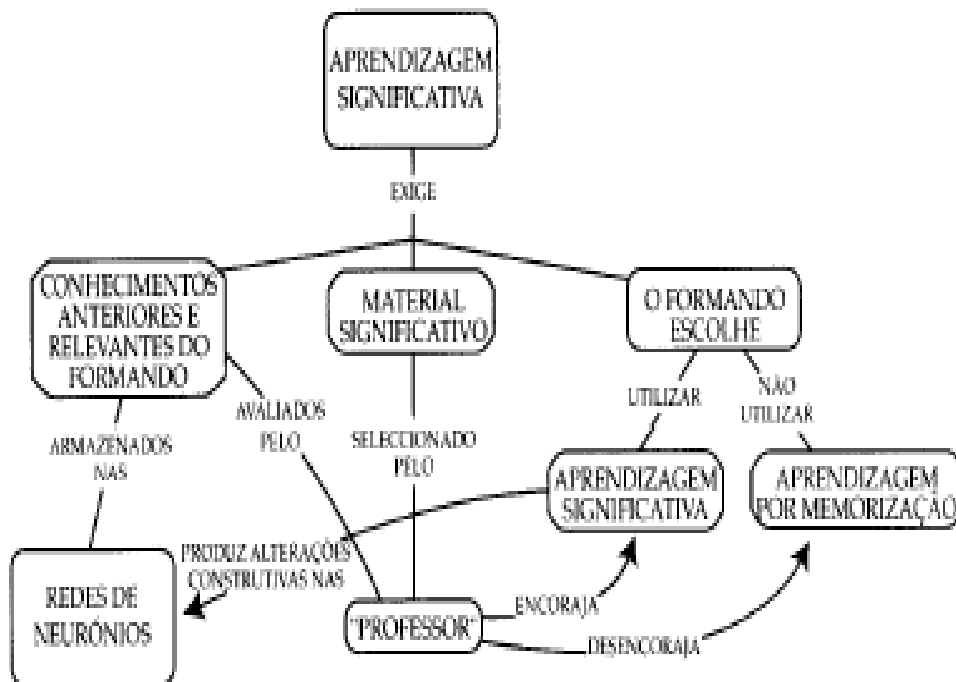 APRENDIZAGEM
SIGNIFICATIVA
EXIGE
CONHECIMENTOS
ANTERIORES E
RELEVANTES DO
FORMANDO
MATERIAL
SIGNIFICATIVO
O FORMANDO
ESCOLHE
ARMAZENADOS
NAS
AVALIADOS
PELO
SELECCIONADO
PELO
UTILIZAR
NÃO
UTILIZAR
APRENDIZAGEM
SIGNIFICATIVA
APRENDIZAGEM
POR MEMORIZAÇÃO
PRODUZ ALTERAÇÕES
CONSTRUTIVAS NAS
REDES DE
NEURÓNIOS
"PROFESSOR"
ENCORAJA
DESENCORAJA